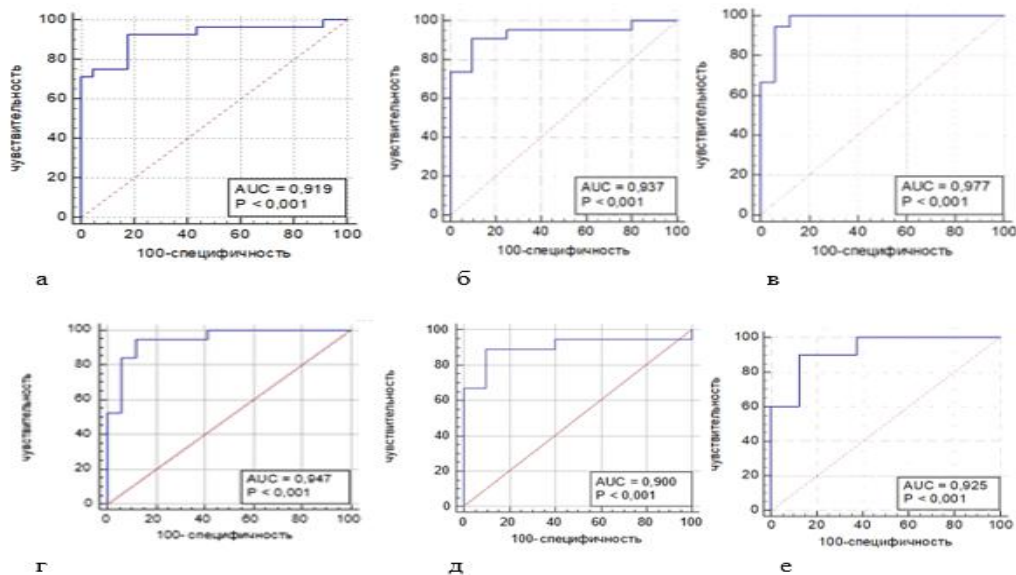 чувствительность
100
80
60
40
20
0
AUC = 0,919
P < 0,001
0 20 40 60 80 100
100-специфичность
а
чувствительность
100
80
60
40
20
0
AUC = 0,937
P < 0,001
0 20 40 60 80 100
100-специфичность
б
чувствительность
100
80
60
40
20
0
AUC = 0,977
P < 0,001
0 20 40 60 80 100
100-специфичность
в
чувствительность
100
80
60
40
20
0
AUC = 0,947
P < 0,001
0 20 40 60 80 100
100- специфичность
г
чувствительность
100
80
60
40
20
0
AUC = 0,900
P < 0,001
0 20 40 60 80 100
100- специфичность
д
чувствительность
100
80
60
40
20
0
AUC = 0,925
P < 0,001
0 20 40 60 80 100
100-специфичность
е